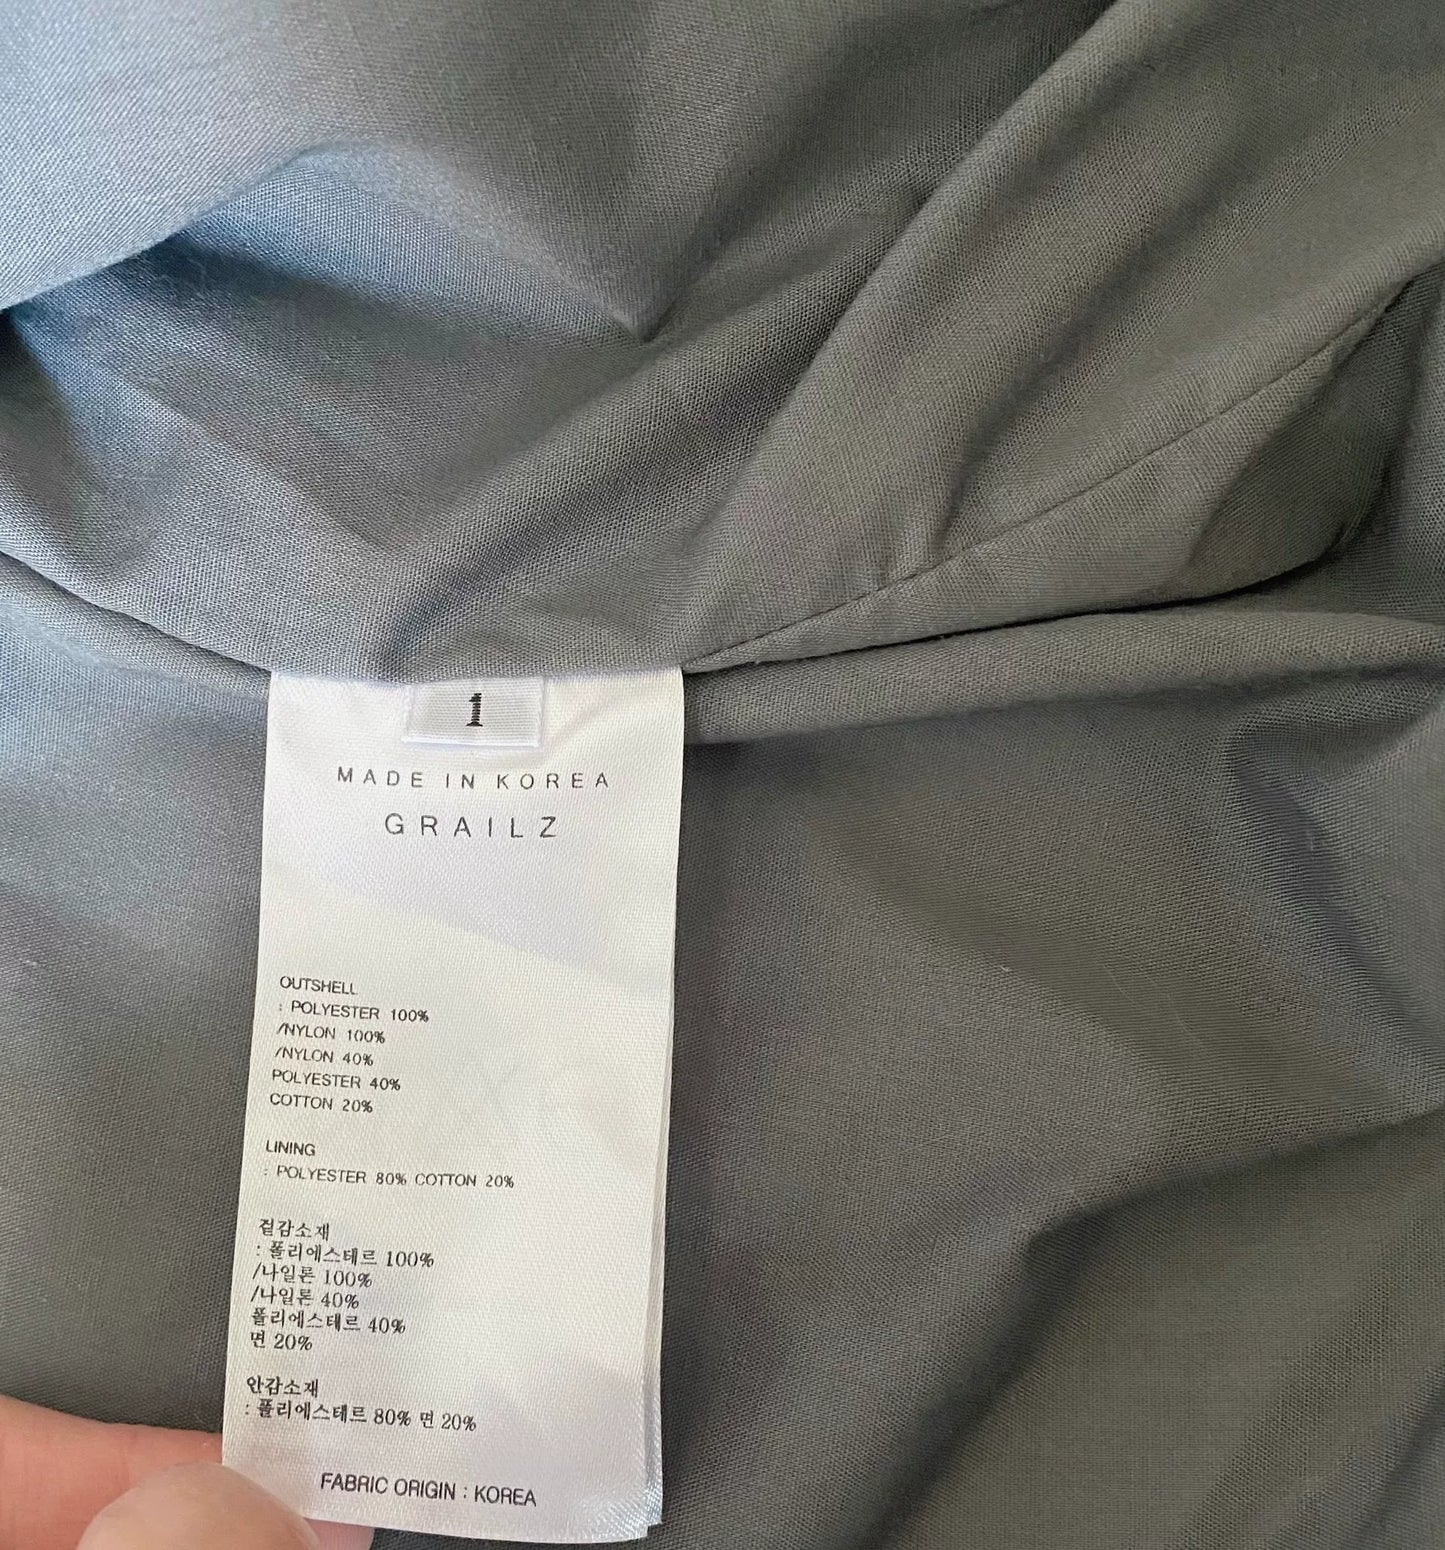 1
MADE IN KOREA
GRAILZ
OUTSHELL
: POLYESTER 100%
/NYLON 100%
/NYLON 40%
POLYESTER 40%
COTTON 20%
LINING
: POLYESTER 80% COTTON 20%
겉감소재
: 폴리에스테르 100%
/나일론 100%
/나일론 40%
폴리에스테르 40%
면 20%
안감소재
: 폴리에스테르 80% 면 20%
FABRIC ORIGIN : KOREA